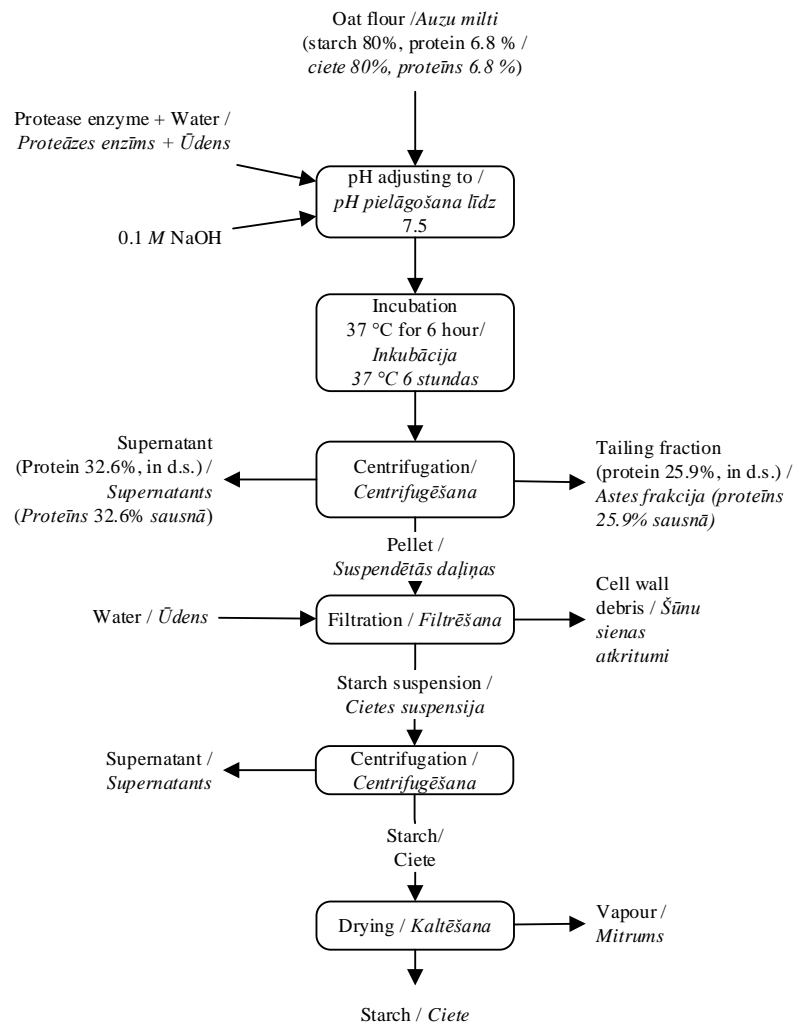 Oat flour /Auzu milti
(starch 80%, protein 6.8 % /
ciete 80%, proteīns 6.8 %)
Protease enzyme + Water /
Proteāzes enzīms + Ūdens
0.1 M NaOH
pH adjusting to /
pH pielāgošana līdz
7.5
Incubation
37 °C for 6 hour/
Inkubācija
37 °C 6 stundas
Supernatant
(Protein 32.6%, in d.s.) /
Supernatants
(Proteīns 32.6% sausnā)
Centrifugation/
Centrifugēšana
Tailing fraction
(protein 25.9%, in d.s.) /
Astes frakcija (proteīns
25.9% sausnā)
Pellet /
Suspendētās daļiņas
Water / Ūdens
Filtration / Filtrēšana
Cell wall
debris / Šūnu
sienas
atkritumi
Starch suspension /
Cietes suspensija
Supernatant /
Supernatants
Centrifugation /
Centrifugēšana
Starch/
Ciete
Drying / Kaltēšana
Vapour /
Mitrums
Starch / Ciete